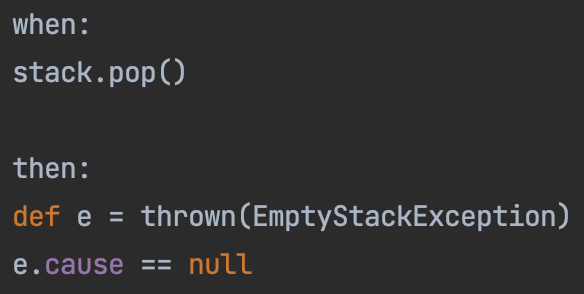 when:
stack.pop()
then:
def e = thrown(EmptyStackException)
e.cause == null